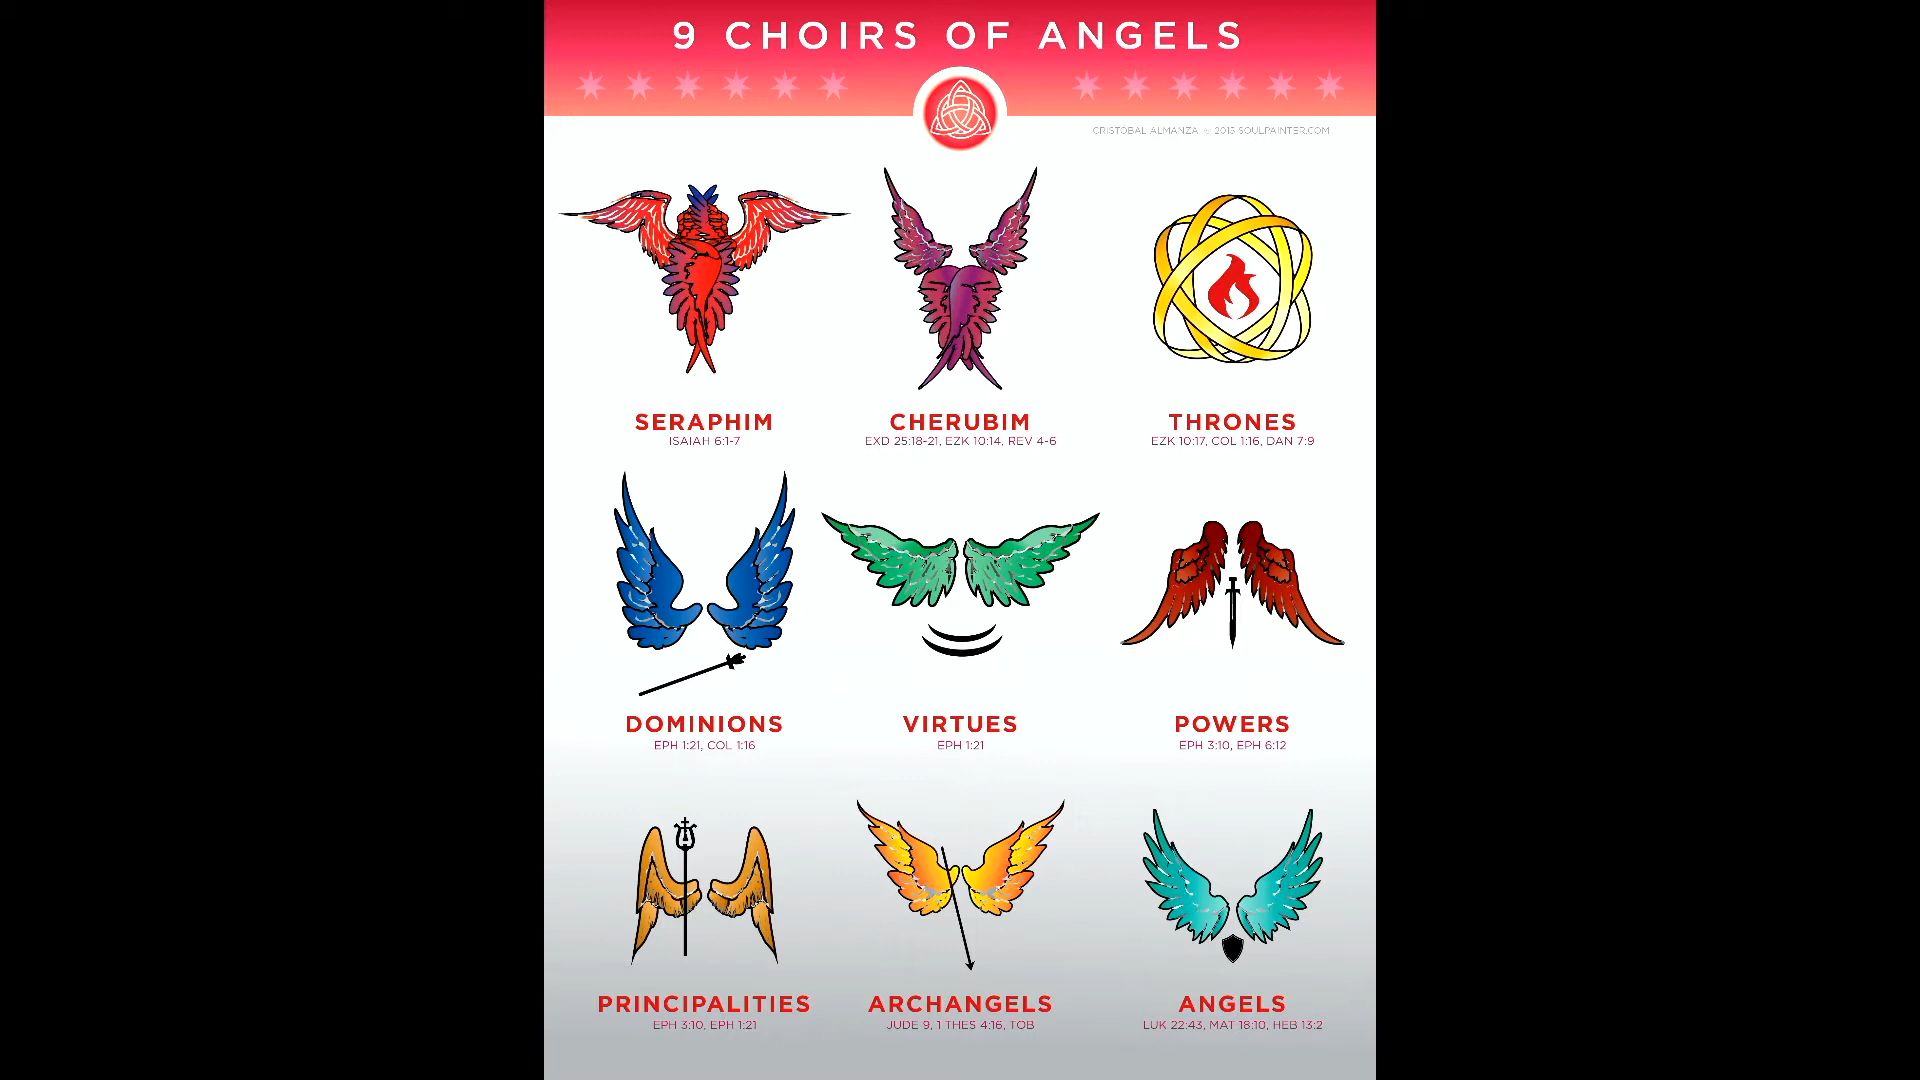 9 CHOIRS OF ANGELS
CRISTOBAL ALMANZA © 2015 SOULPAINTER.COM
SERAPHIM
ISAIAH 6:1-7
CHERUBIM
EXD 25:18-21, EZK 10:14, REV 4-6
THRONES
EZK 10:17, COL 1:16, DAN 7:9
DOMINIONS
EPH 1:21, COL 1:16
VIRTUES
EPH 1:21
POWERS
EPH 3:10, EPH 6:12
PRINCIPALITIES
EPH 3:10, EPH 1:21
ARCHANGELS
JUDE 9, 1 THES 4:16, TOB
ANGELS
LUK 22:43, MAT 18:10, HEB 13:2